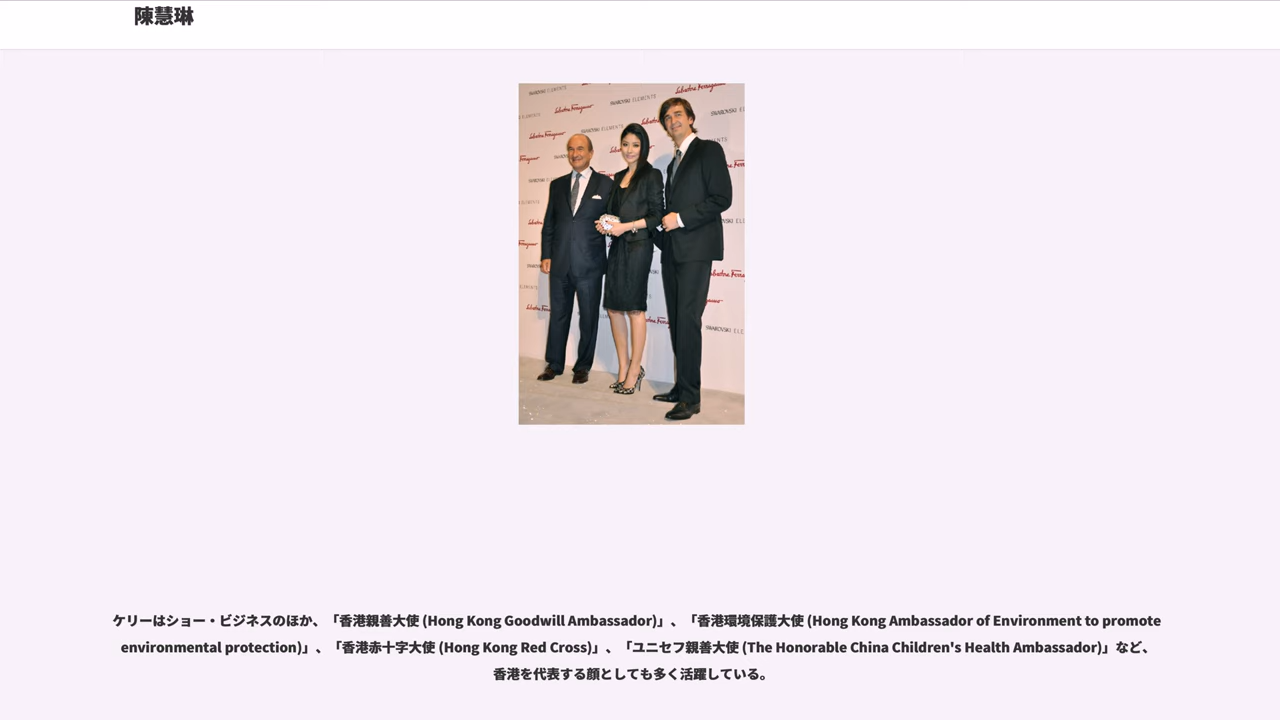 陳慧琳
SWAROVSKI ELEMENTS
Salvatore Ferragamo
ケリーはショー・ビジネスのほか、「香港親善大使 (Hong Kong Goodwill Ambassador)」、「香港環境保護大使 (Hong Kong Ambassador of Environment to promote
environmental protection)」、「香港赤十字大使 (Hong Kong Red Cross)」、「ユニセフ親善大使 (The Honorable China Children's Health Ambassador)」など、
香港を代表する顔としても多く活躍している。